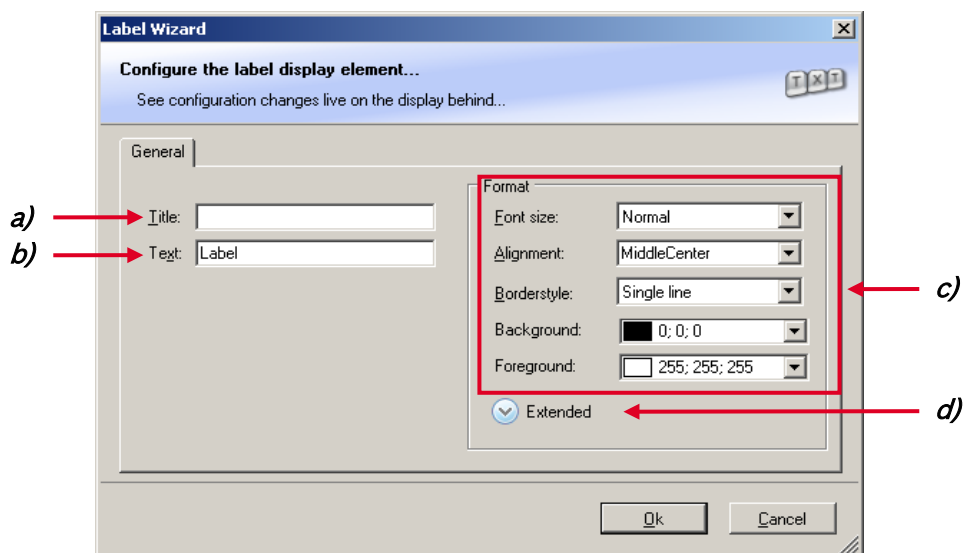 Label Wizard
Configure the label display element...
See configuration changes live on the display behind...
TXT
General
Format
a) Title:
Font size: Normal
b) Text: Label
Alignment: MiddleCenter
Borderstyle: Single line
c)
Background: 0; 0; 0
Foreground: 255; 255; 255
Extended d)
Ok Cancel